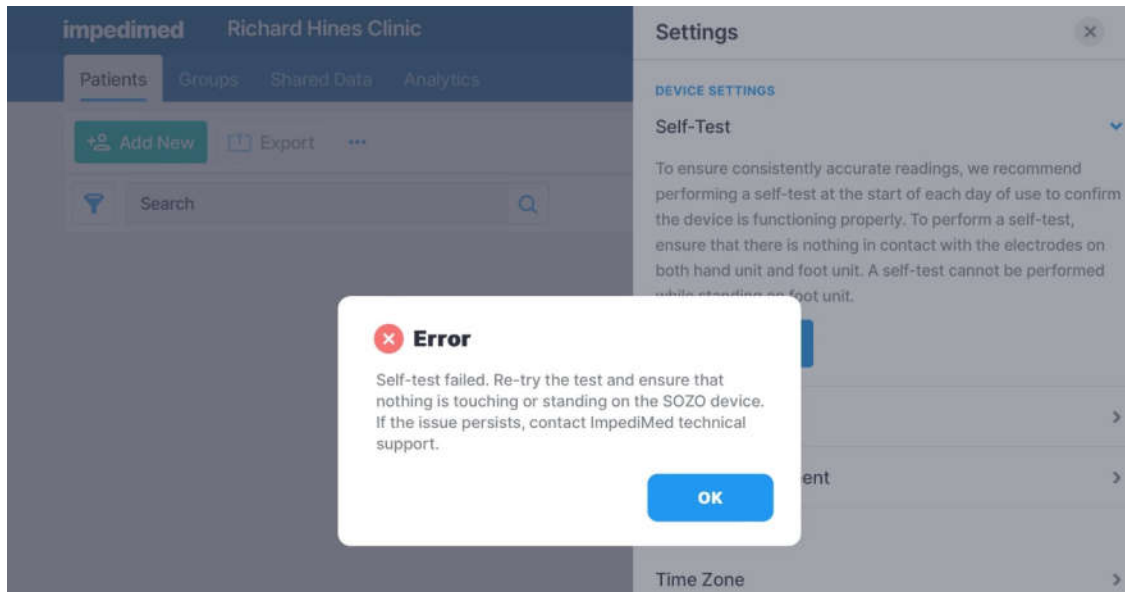 impedimed Richard Hines Clinic
Patients Groups Shared Data Analytics
Add New Export
Search
Settings
DEVICE SETTINGS
Self-Test
To ensure consistently accurate readings, we recommend
performing a self-test at the start of each day of use to confirm
the device is functioning properly. To perform a self-test,
ensure that there is nothing in contact with the electrodes on
both hand unit and foot unit. A self-test cannot be performed
while standing on foot unit.
Error
Self-test failed. Re-try the test and ensure that
nothing is touching or standing on the SOZO device.
If the issue persists, contact ImpediMed technical
support.
OK
ent
Time Zone